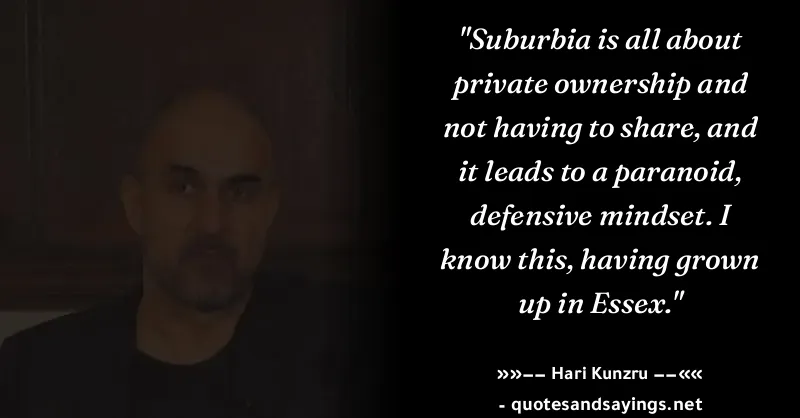 "Suburbia is all about
private ownership and
not having to share, and
it leads to a paranoid,
defensive mindset. I
know this, having grown
up in Essex."
»»−− Hari Kunzru −−««
- quotesandsayings.net